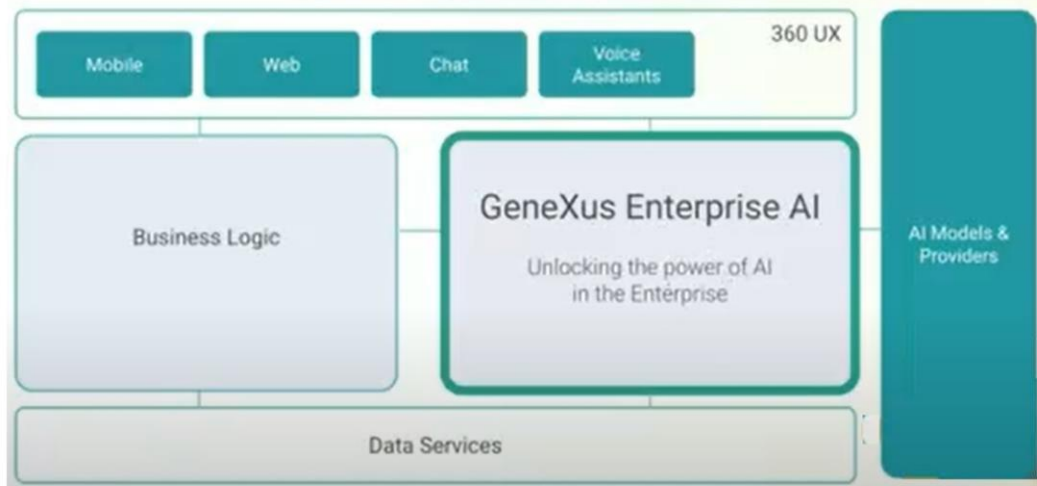 360 UX
Mobile
Web
Chat
Voice
Assistants
Business Logic
GeneXus Enterprise AI
Unlocking the power of AI
in the Enterprise
AI Models &
Providers
Data Services